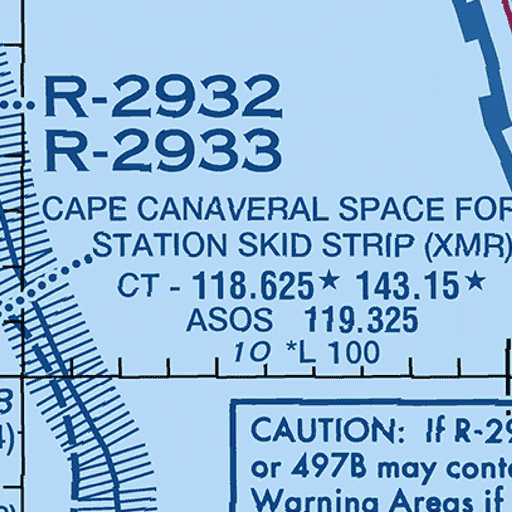 R-2932
R-2933
CAPE CANAVERAL SPACE FOR
STATION SKID STRIP (XMR)
CT - 118.625★ 143.15★
ASOS 119.325
10 *L 100
CAUTION: If R-29
or 497B may conta
Warning Areas if